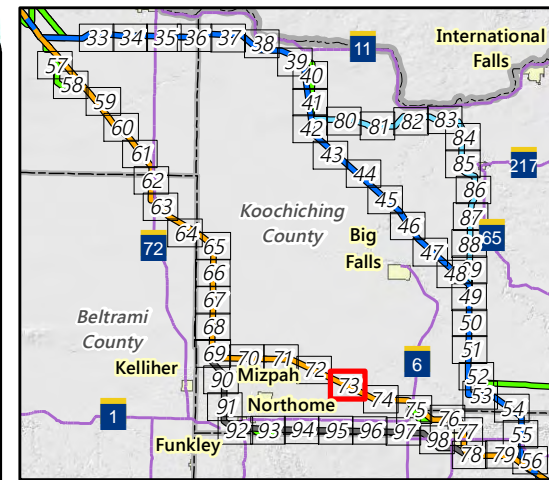 33 34 35 36 37 38 39 40 41 42
11
International
Falls
57 58 59 60 61 62 63 64 65 66 67 68 69
80 81 82 83 84 85 86 87 88 89
217
43 44 45 46 47 48 49 50 51 52 53 54 55 56
Koochiching
County
65
72
Big
Falls
Beltrami
County
6
Kelliher
70 71 72 73 74 75 76 77 78 79
Mizpah
Northome
1
90 91 92 93 94 95 96 97 98
Funkley